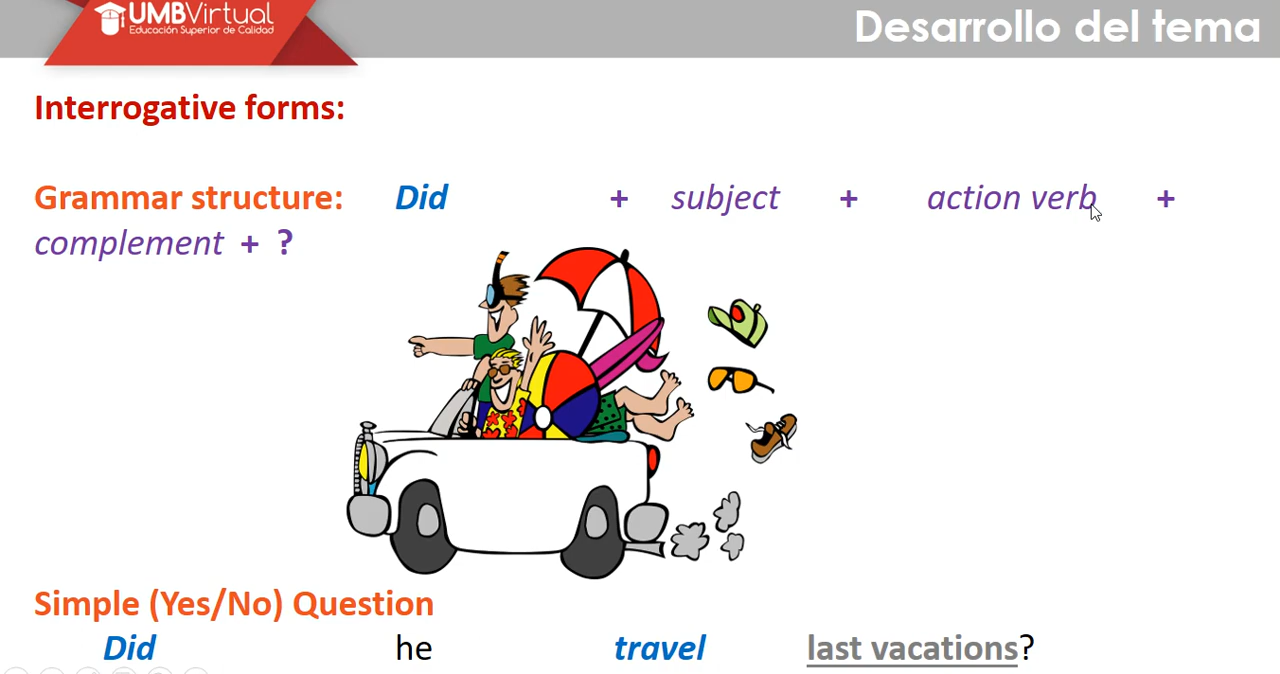 UMBVirtual
Educación Superior de Calidad
Desarrollo del tema
Interrogative forms:
Grammar structure: Did + subject + action verb +
complement + ?
Simple (Yes/No) Question
Did he travel last vacations?